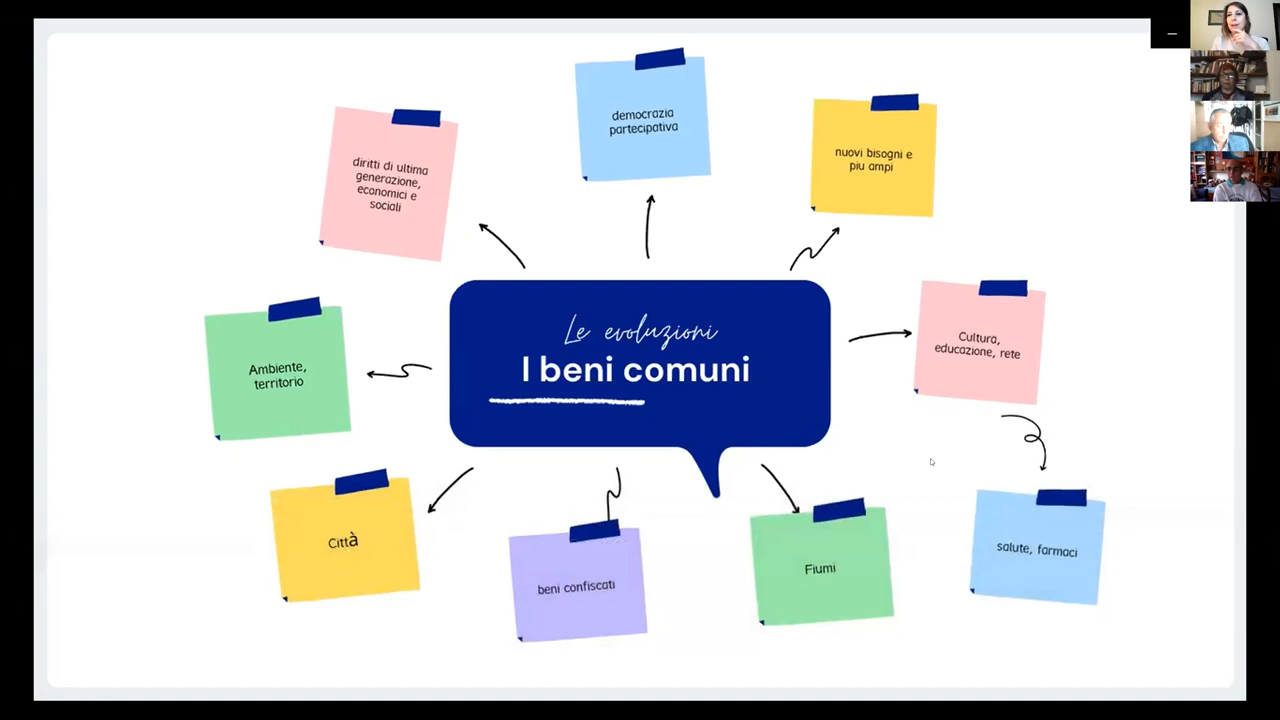 democrazia
partecipativa
diritti di ultima
generazione,
economici e
sociali
nuovi bisogni e
piu ampi
Le evoluzioni
I beni comuni
Cultura,
educazione, rete
Ambiente,
territorio
Città
beni confiscati
Fiumi
salute, farmaci